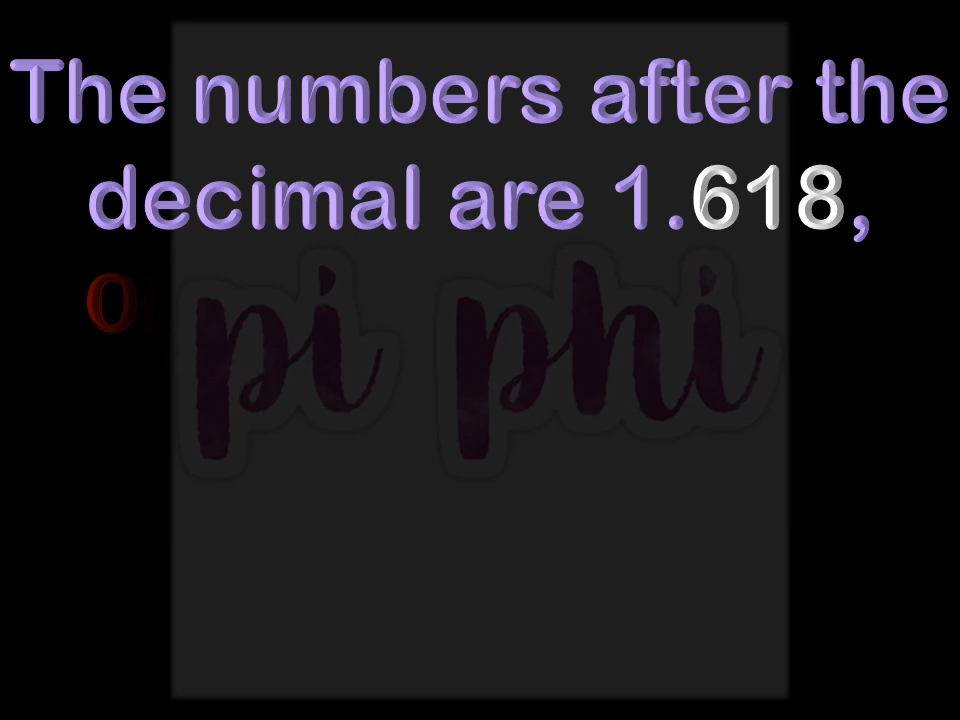 The numbers after the
decimal are 1.618,
o
pi phi